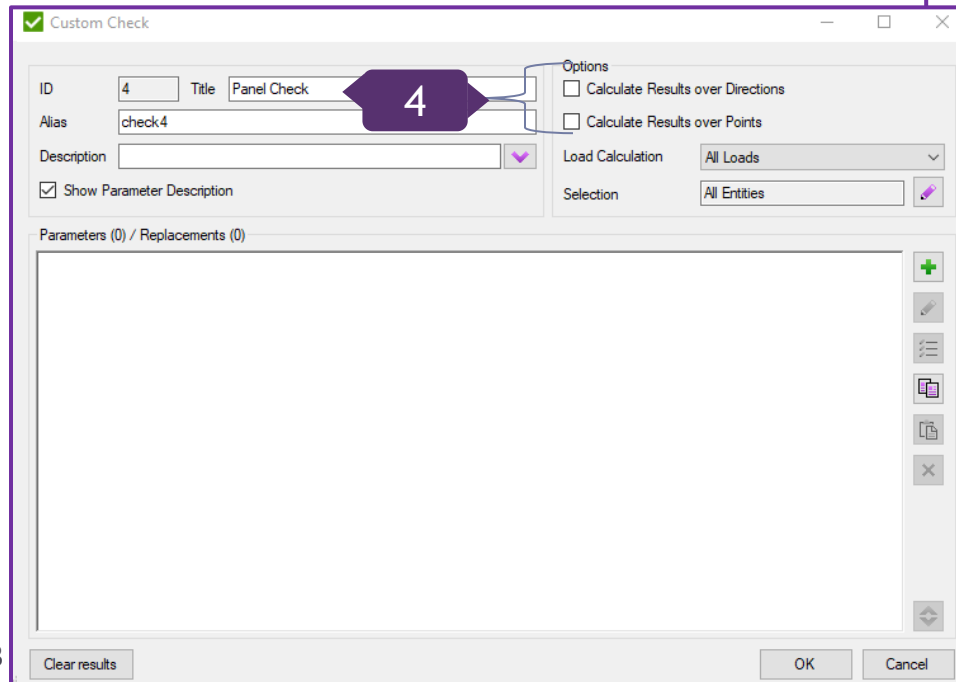 Custom Check
ID 4 Title Panel Check
Alias check4
Description
Show Parameter Description
4
Options
Calculate Results over Directions
Calculate Results over Points
Load Calculation All Loads
Selection All Entities
Parameters (0) / Replacements (0)
Clear results OK Cancel